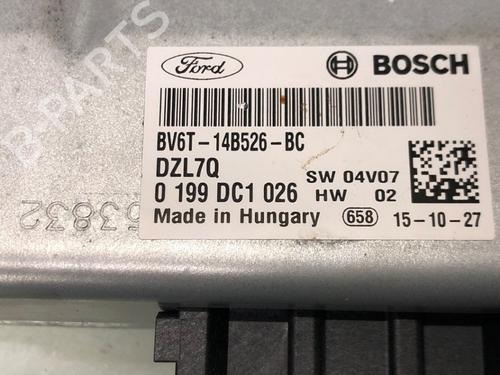 B-PARTS
Ford
BOSCH
BV6T-14B526-BC
DZL7Q
0 199 DC1 026
SW 04V07
HW 02
Made in Hungary
658
15-10-27
53832